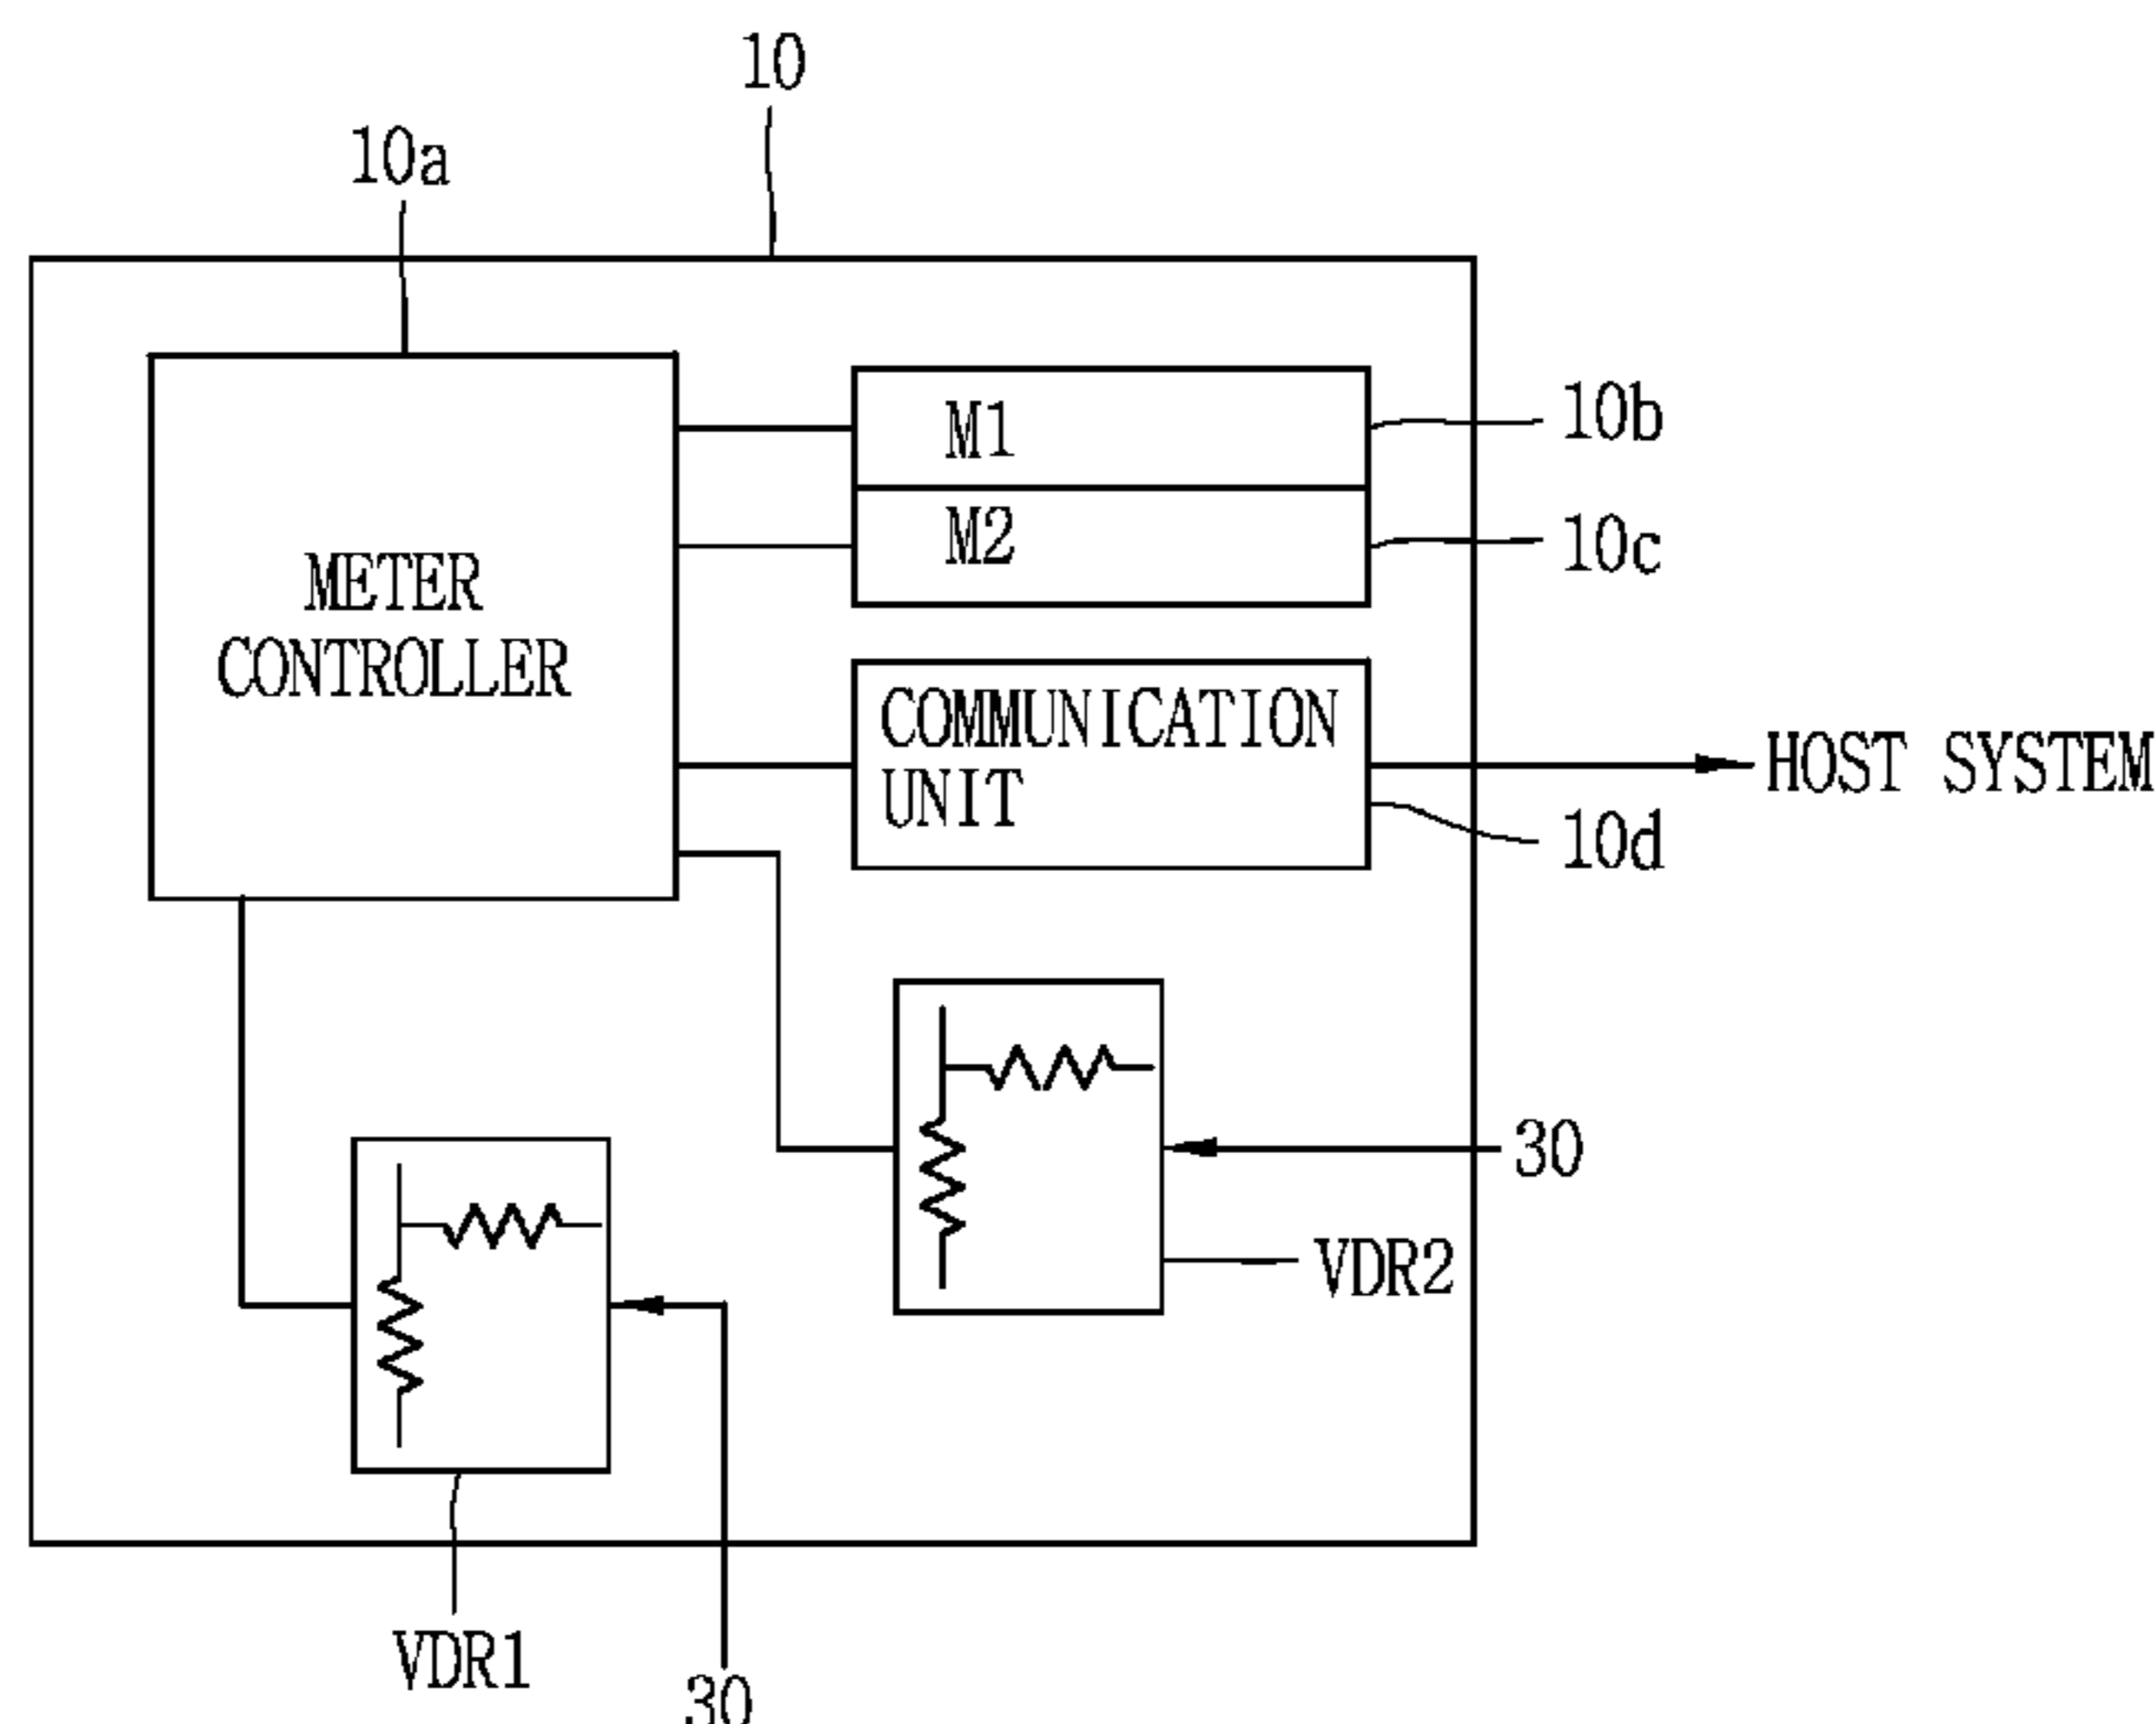 10
10a
M1
10b
M2
10c
METER
CONTROLLER
COMMUNICATION
UNIT
HOST SYSTEM
10d
30
VDR2
VDR1
30